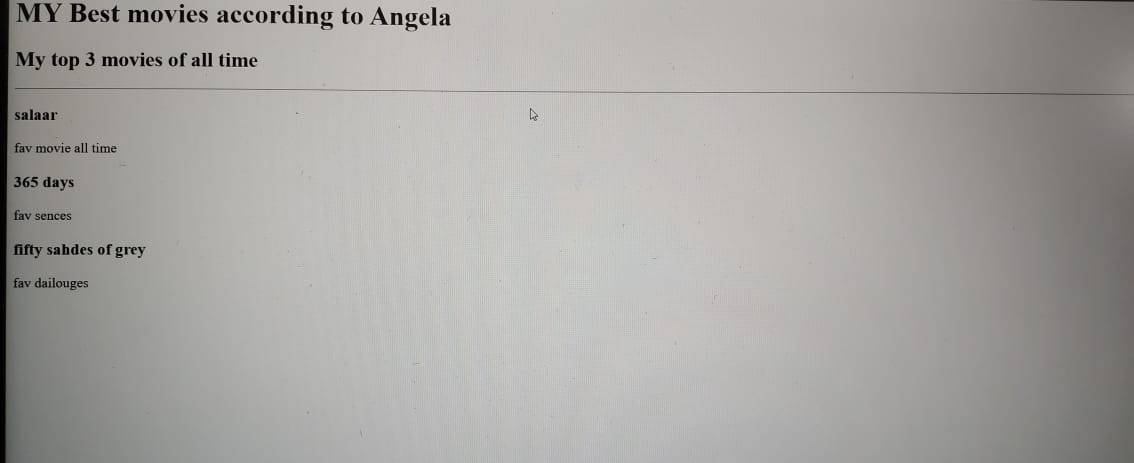 MY Best movies according to Angela
My top 3 movies of all time
salaar
fav movie all time
365 days
fav sences
fifty sahdes of grey
fav dailouges